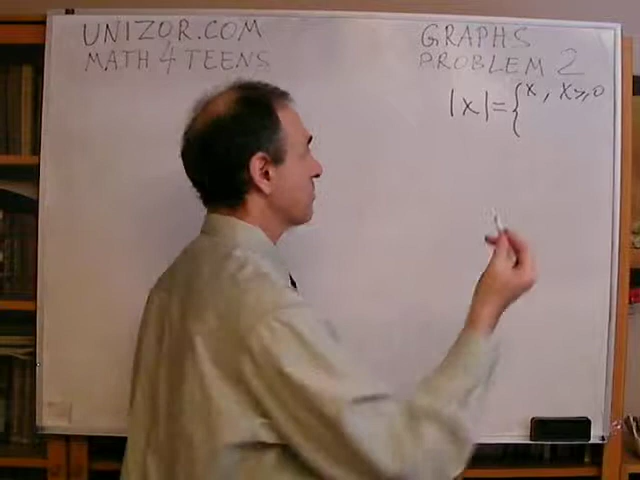 UNIZOR.COM
MATH 4 TEENS
GRAPHS
PROBLEM 2
|x|={x, x≥0